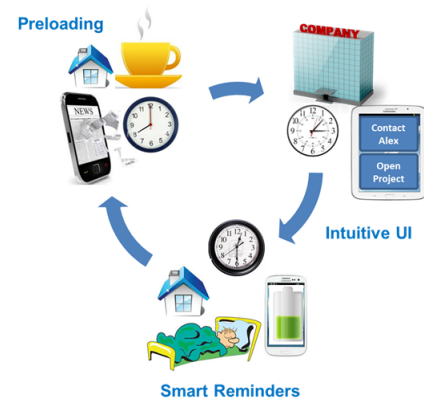 Preloading
COMPANY
NEWS
Contact
Alex
Open
Project
Intuitive UI
Smart Reminders